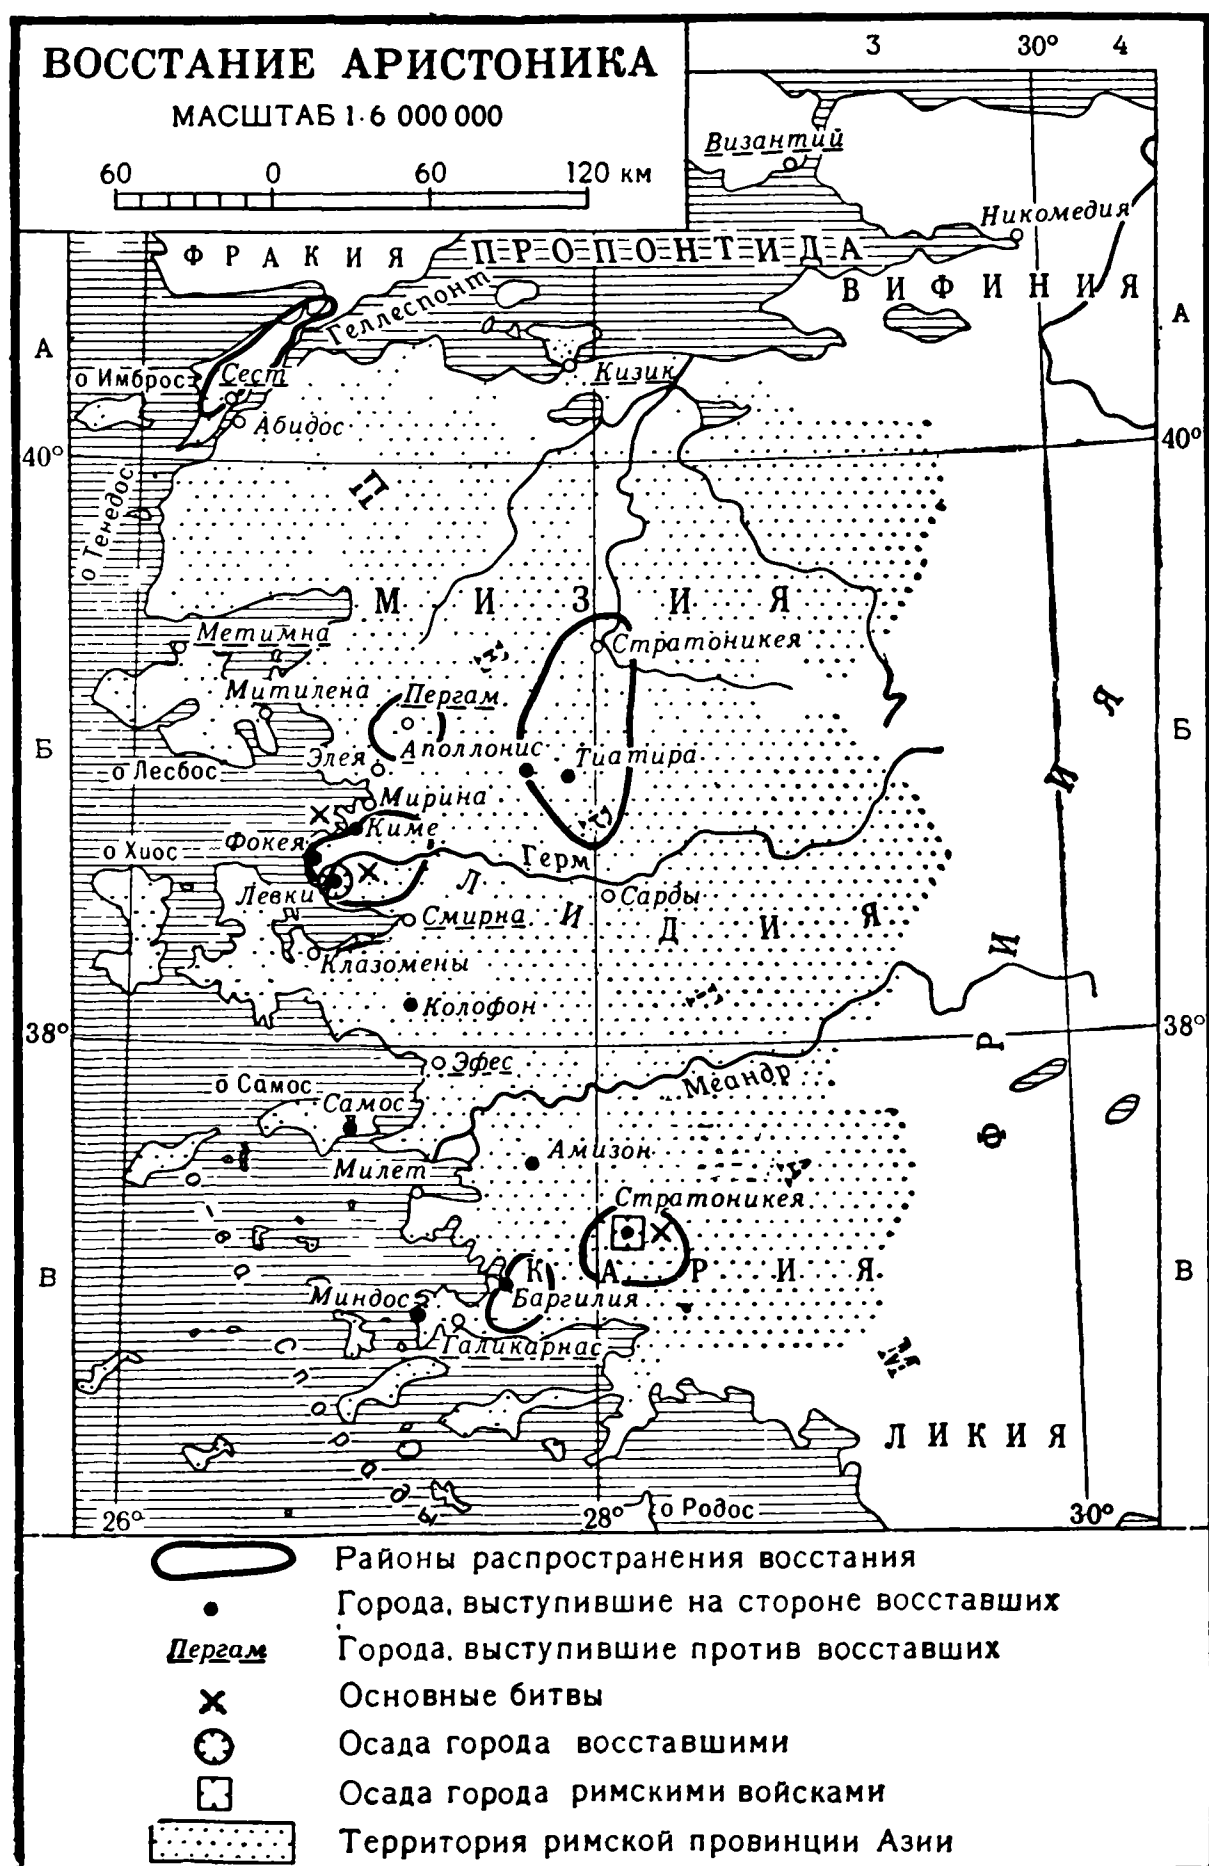 ВОССТАНИЕ АРИСТОНИКА
МАСШТАБ 1·6 000 000
60 0 60 120 км
3 30° 4
Византий
Никомедия
ФРАКИЯ
ПРОПОНТИДА
ВИФИНИЯ
Геллеспонт
А
А
о Имброс
Сест
Кизик
Абидос
40°
40°
о Тенедос
П
МИЗИЯ
Метимна
Стратоникея
Митилена
Пергам
Б
Б
Элея
Аполлонис
Тиатира
о Лесбос
Мирина
Киме
Фокея
о Хиос
Герм
Левки
Сарды
Смирна
ЛИДИЯ
Клазомены
Колофон
38°
38°
Эфес
о Самос
Меандр
Самос
ФРИГИЯ
Амизон
Милет
Стратоникея
В
В
КАРИЯ
Миндос
Баргилия
Галикарнас
ЛИКИЯ
26° 28° о Родос 30°
Районы распространения восстания
Города, выступившие на стороне восставших
Пергам Города, выступившие против восставших
Основные битвы
Осада города восставшими
Осада города римскими войсками
Территория римской провинции Азии